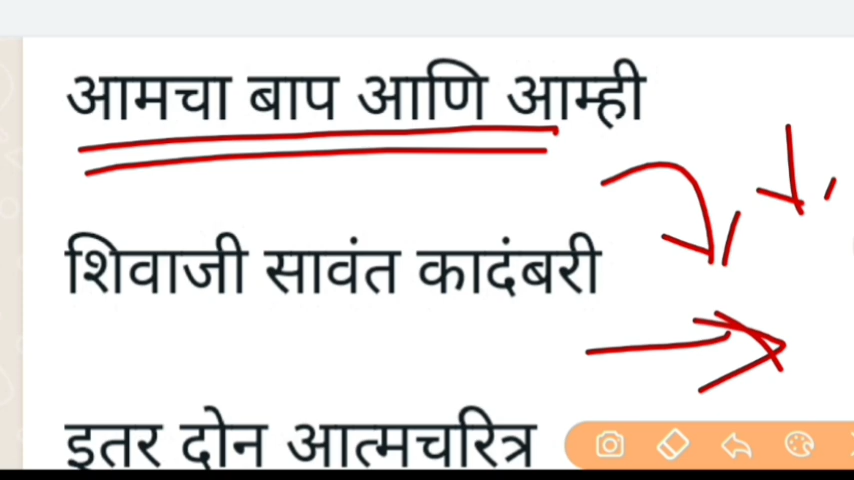 आमचा बाप आणि आम्ही
शिवाजी सावंत कादंबरी
इतर दोन आत्मचरित्र